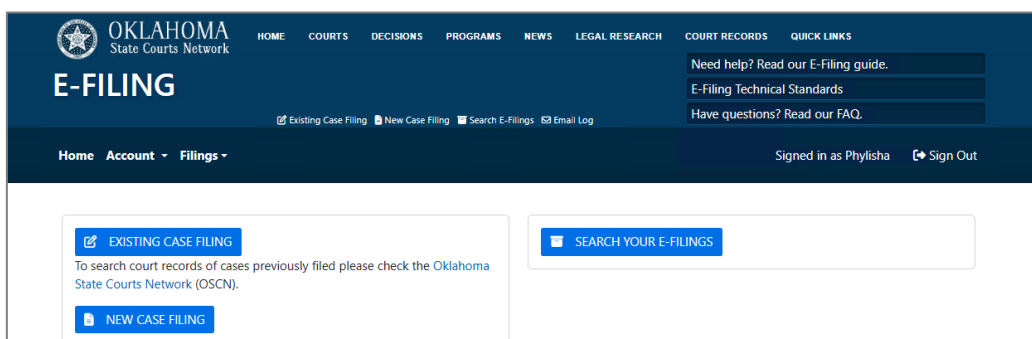 OKLAHOMA
State Courts Network
HOME COURTS DECISIONS PROGRAMS NEWS LEGAL RESEARCH COURT RECORDS QUICK LINKS
E-FILING
Need help? Read our E-Filing guide.
E-Filing Technical Standards
Have questions? Read our FAQ.
Existing Case Filing New Case Filing Search E-Filings Email Log
Home Account Filings Signed in as Phylisha Sign Out
EXISTING CASE FILING
To search court records of cases previously filed please check the Oklahoma
State Courts Network (OSCN).
NEW CASE FILING
SEARCH YOUR E-FILINGS